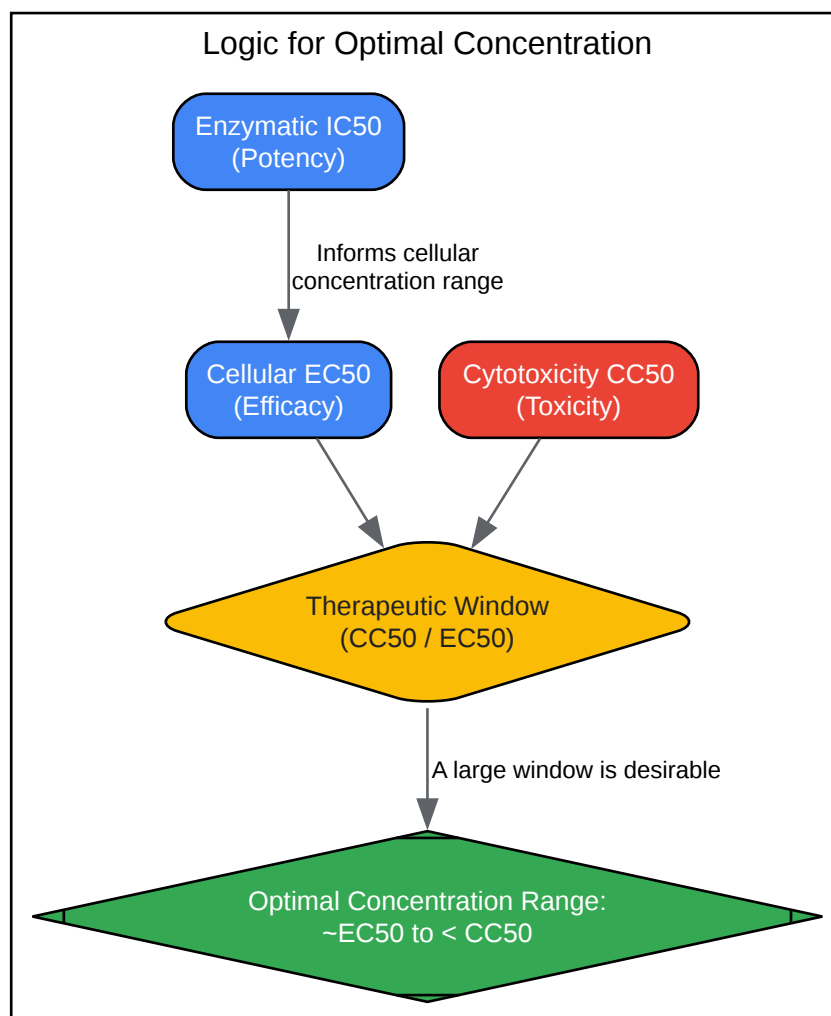 Logic for Optimal Concentration
Enzymatic IC50
(Potency)
Informs cellular
concentration range
Cellular EC50
(Efficacy)
Cytotoxicity CC50
(Toxicity)
Therapeutic Window
(CC50 / EC50)
A large window is desirable
Optimal Concentration Range:
~EC50 to < CC50